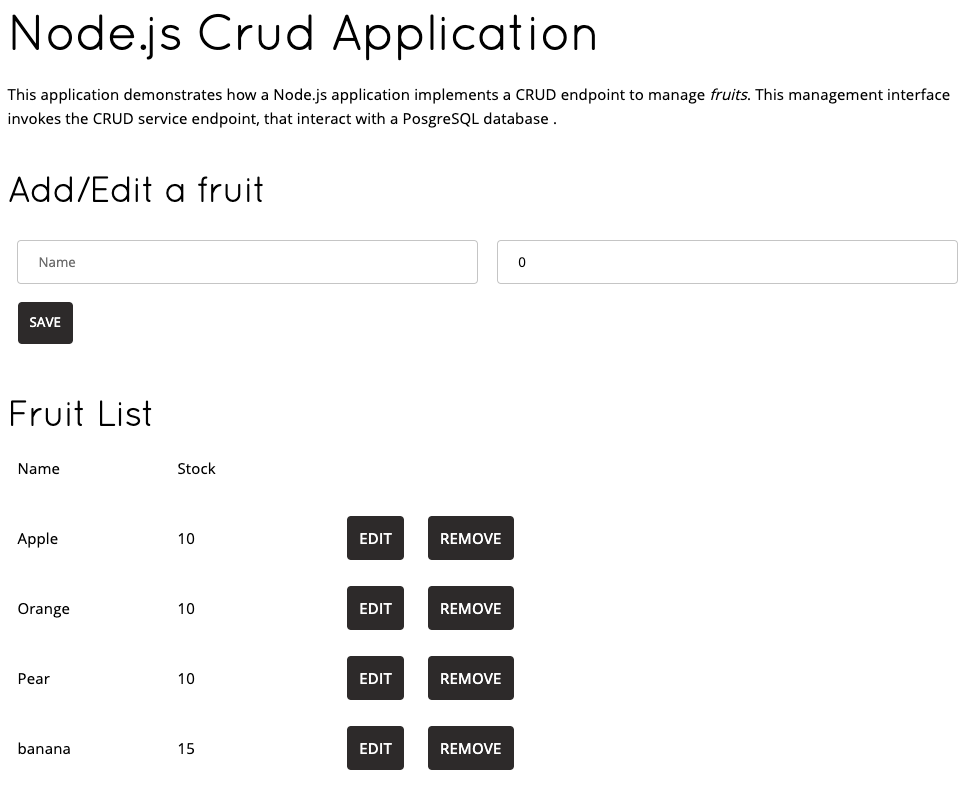 Node.js Crud Application
This application demonstrates how a Node.js application implements a CRUD endpoint to manage fruits. This management interface
invokes the CRUD service endpoint, that interact with a PosgreSQL database .
Add/Edit a fruit
Name 0
SAVE
Fruit List
Name Stock
Apple 10 EDIT REMOVE
Orange 10 EDIT REMOVE
Pear 10 EDIT REMOVE
banana 15 EDIT REMOVE